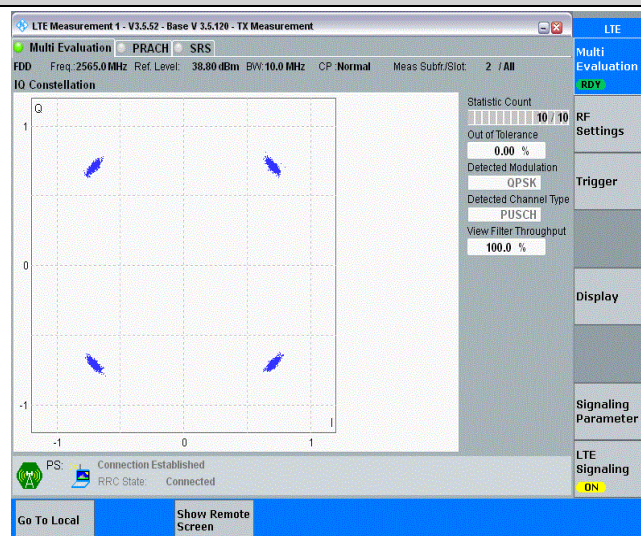 LTE Measurement 1 - V3.5.52 - Base V 3.5.120 - TX Measurement
LTE
Multi Evaluation PRACH SRS
FDD Freq.:2565.0 MHz Ref. Level: 38.80 dBm BW:10.0 MHz CP :Normal Meas Subfr./Slot: 2 / All
IQ Constellation
Q
1
0
-1
-1 0 1
I
Statistic Count
10 / 10
Out of Tolerance
0.00 %
Detected Modulation
QPSK
Detected Channel Type
PUSCH
View Filter Throughput
100.0 %
Multi
Evaluation
RDY
RF
Settings
Trigger
Display
Signaling
Parameter
LTE
Signaling
ON
PS: Connection Established
RRC State: Connected
Go To Local
Show Remote
Screen